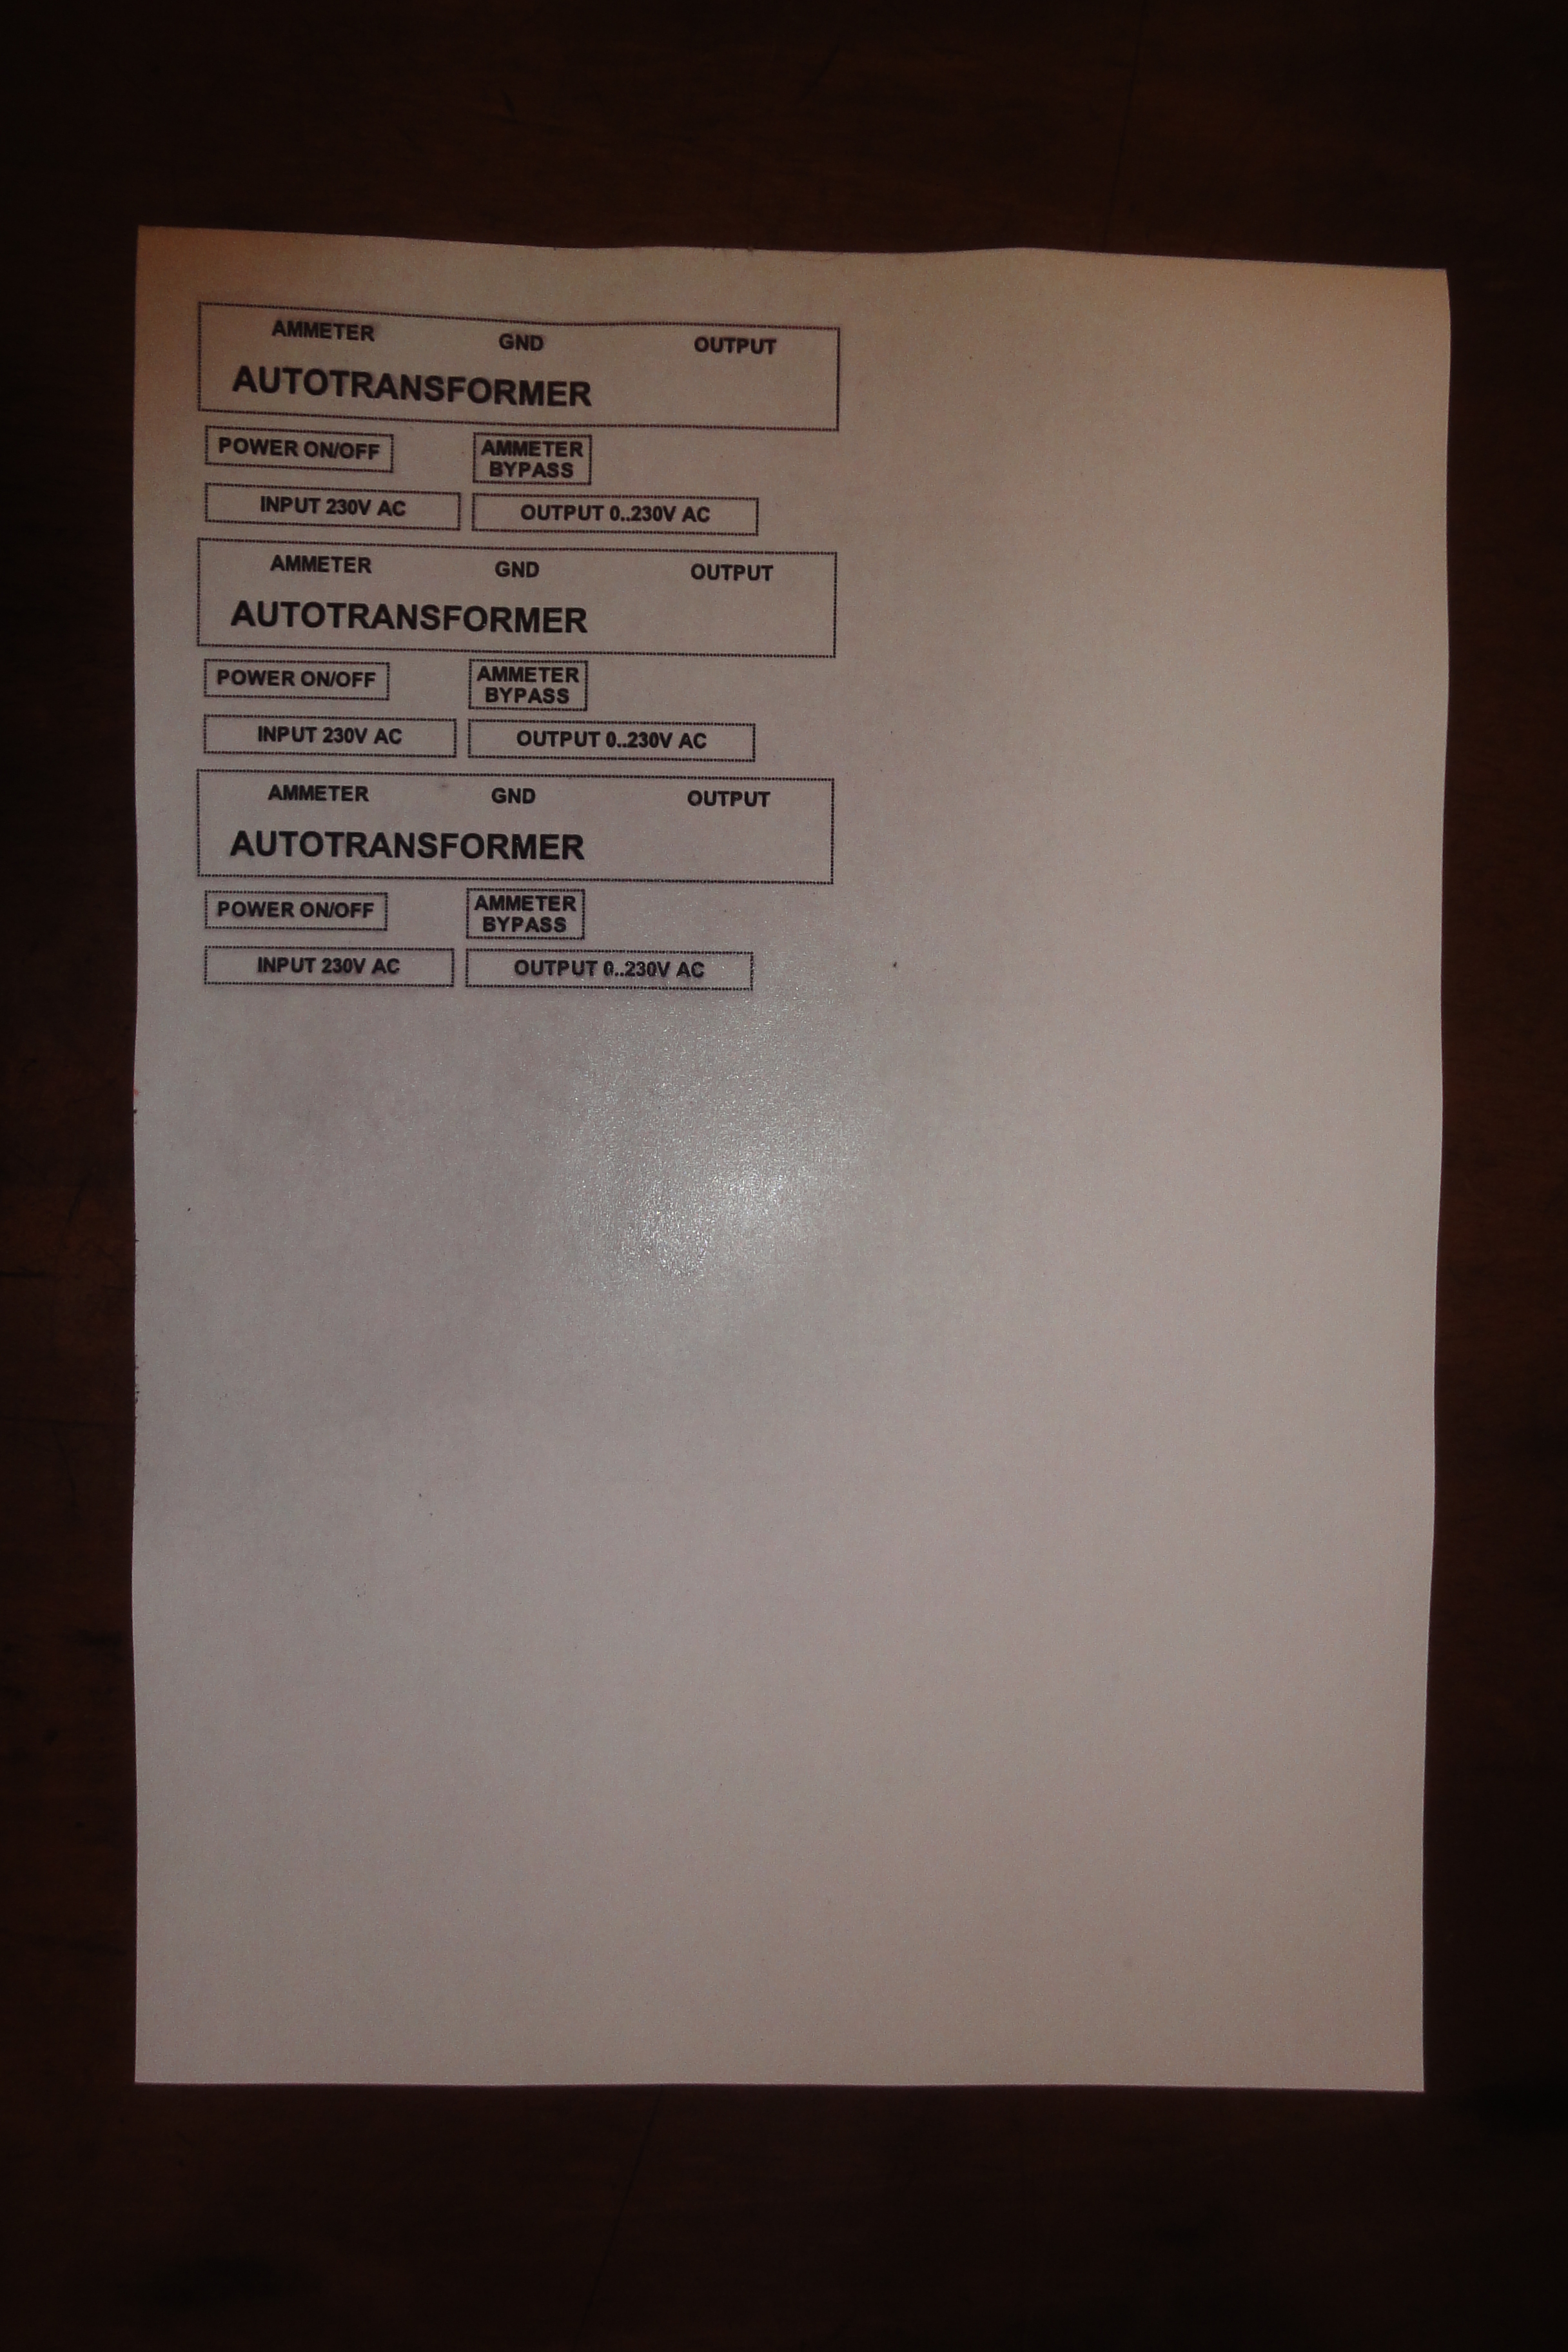 AMMETER GND OUTPUT
AUTOTRANSFORMER
POWER ON/OFF
AMMETER
BYPASS
INPUT 230V AC
OUTPUT 0..230V AC
AMMETER GND OUTPUT
AUTOTRANSFORMER
POWER ON/OFF
AMMETER
BYPASS
INPUT 230V AC
OUTPUT 0..230V AC
AMMETER GND OUTPUT
AUTOTRANSFORMER
POWER ON/OFF
AMMETER
BYPASS
INPUT 230V AC
OUTPUT 0..230V AC